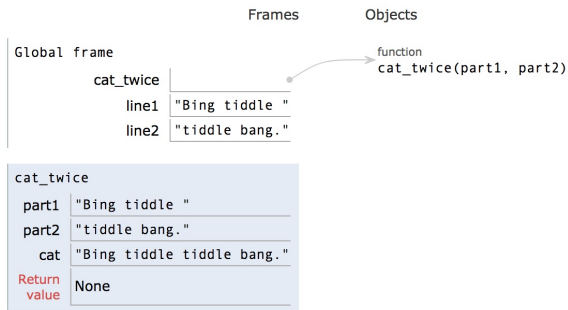 Frames Objects
Global frame
function
cat_twice(part1, part2)
cat_twice
line1 "Bing tiddle "
line2 "tiddle bang."
cat_twice
part1 "Bing tiddle "
part2 "tiddle bang."
cat "Bing tiddle tiddle bang."
Return
value None